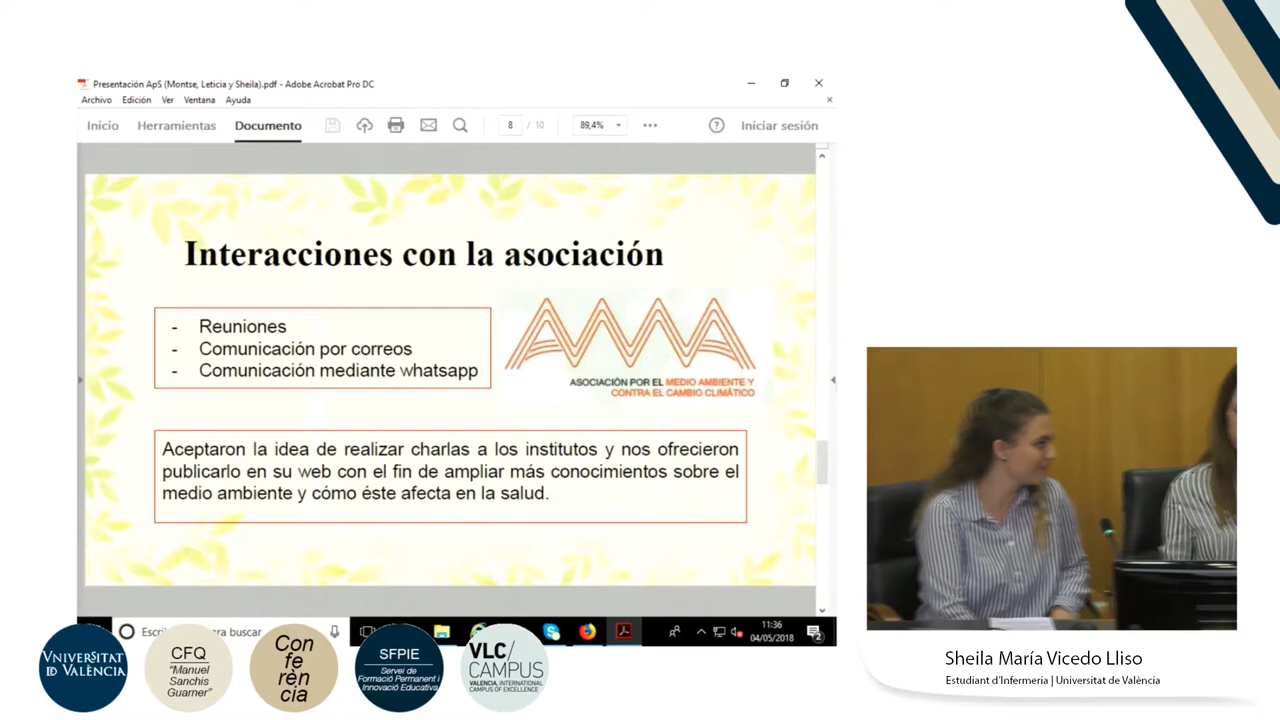 Presentación ApS (Montse, Leticia y Sheila).pdf - Adobe Acrobat Pro DC
Archivo Edición Ver Ventana Ayuda
Inicio Herramientas Documento 8 / 10 89,4% Iniciar sesión
Interacciones con la asociación
- Reuniones
- Comunicación por correos
- Comunicación mediante whatsapp
AMA
ASOCIACIÓN POR EL MEDIO AMBIENTE Y
CONTRA EL CAMBIO CLIMÁTICO
Aceptaron la idea de realizar charlas a los institutos y nos ofrecieron
publicarlo en su web con el fin de ampliar más conocimientos sobre el
medio ambiente y cómo éste afecta en la salud.
buscar
11:36
04/05/2018
2
VNIVERSITAT
ID VALÈNCIA
CFQ
"Manuel
Sanchis
Guarner"
Con
fe
rèn
cia
SFPIE
Servei de
Formació Permanent i
Innovació Educativa
VLC/
CAMPUS
VALENCIA, INTERNATIONAL
CAMPUS OF EXCELLENCE
Sheila María Vicedo Lliso
Estudiant d'Infermeria | Universitat de València